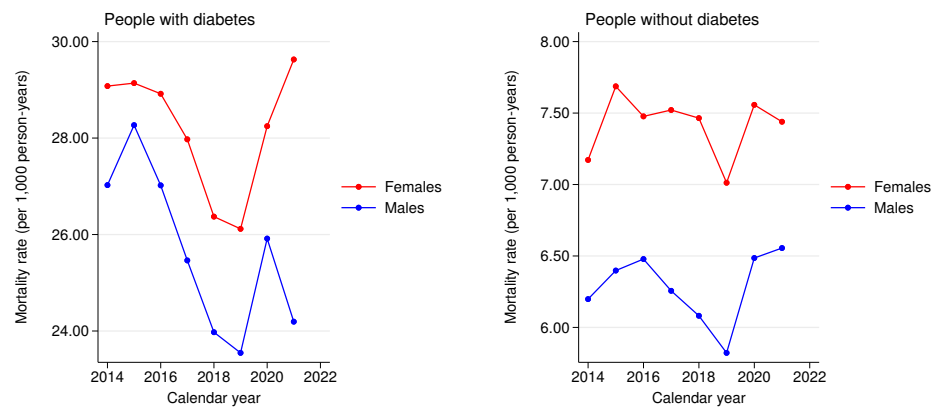 People with diabetes
Mortality rate (per 1,000 person-years)
30.00
28.00
26.00
24.00
2014 2016 2018 2020 2022
Calendar year
Females
Males
People without diabetes
Mortality rate (per 1,000 person-years)
8.00
7.50
7.00
6.50
6.00
2014 2016 2018 2020 2022
Calendar year
Females
Males